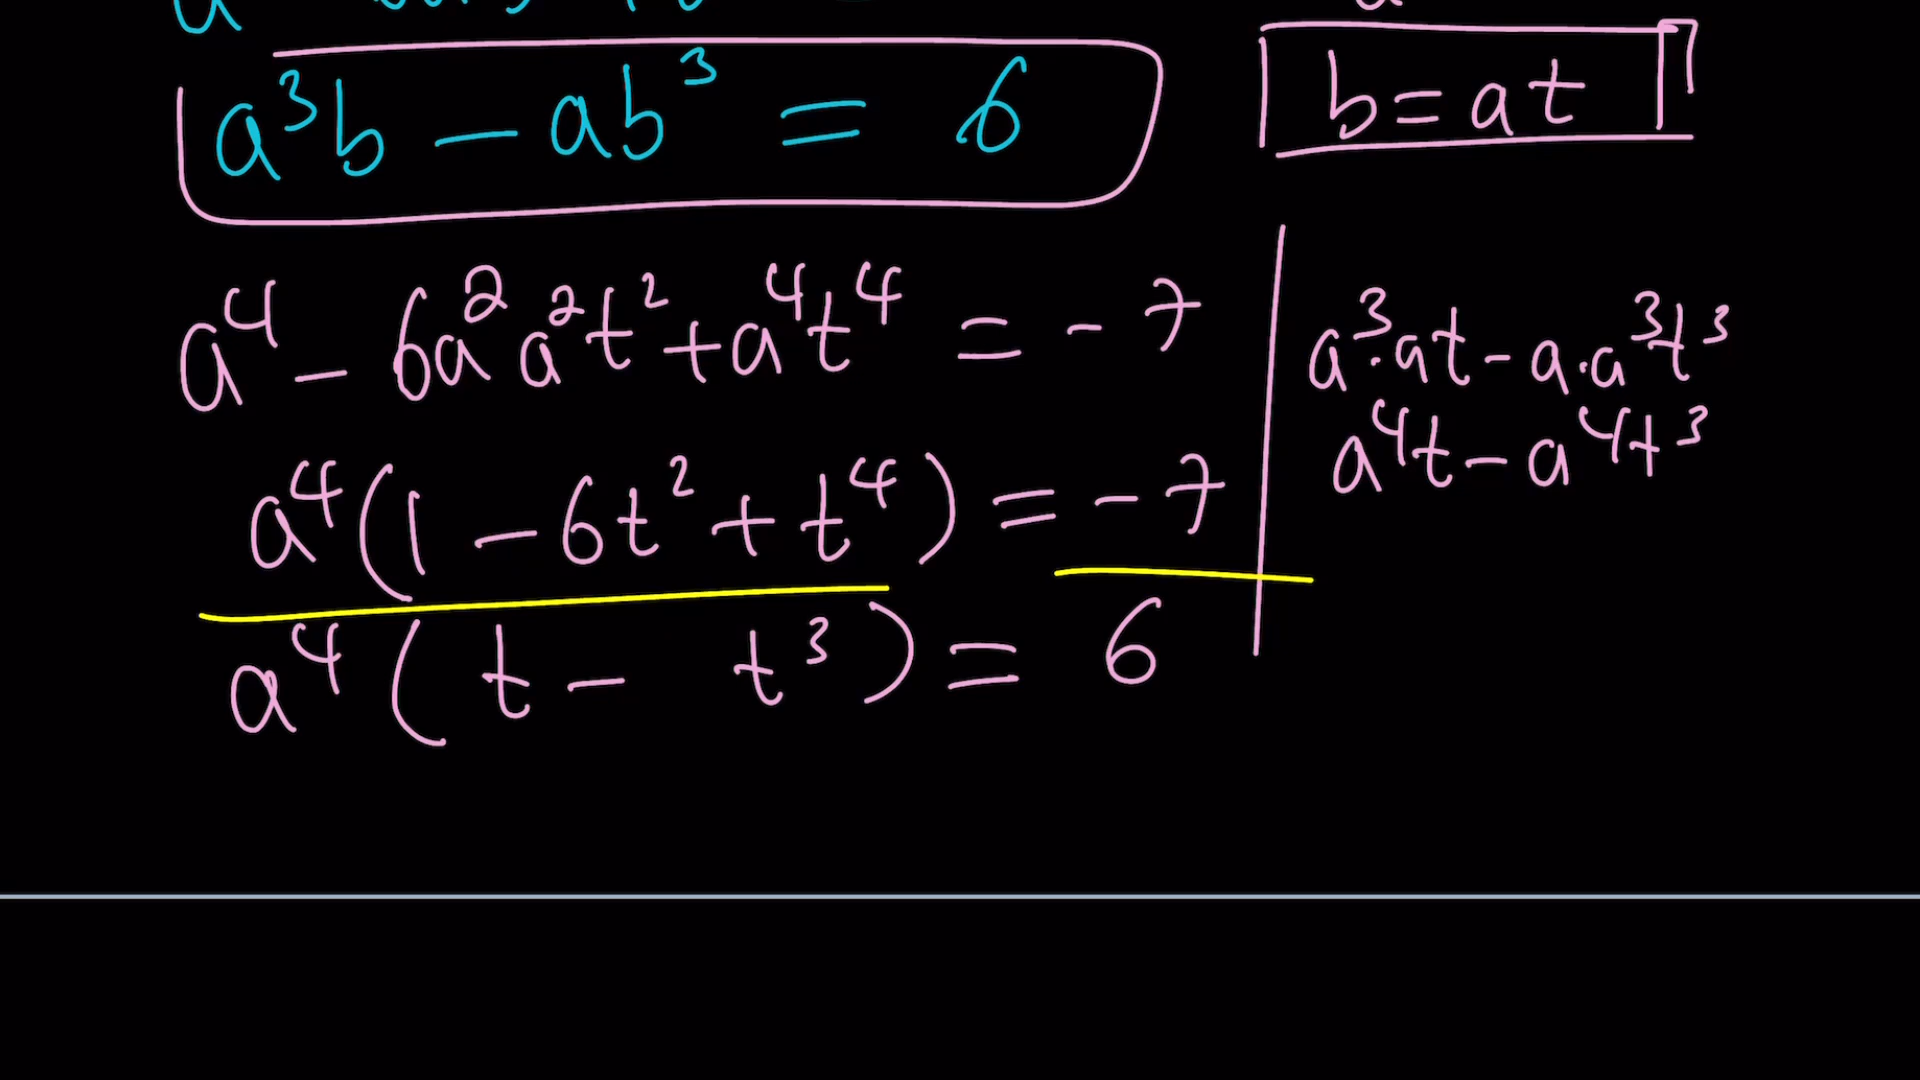 a³b - ab³ = 6
b = at
a⁴ - 6a²a²t² + a⁴t⁴ = -7
a³·at - a·a³t³
a⁴t - a⁴t³
a⁴(1 - 6t² + t⁴) = -7
a⁴(t - t³) = 6